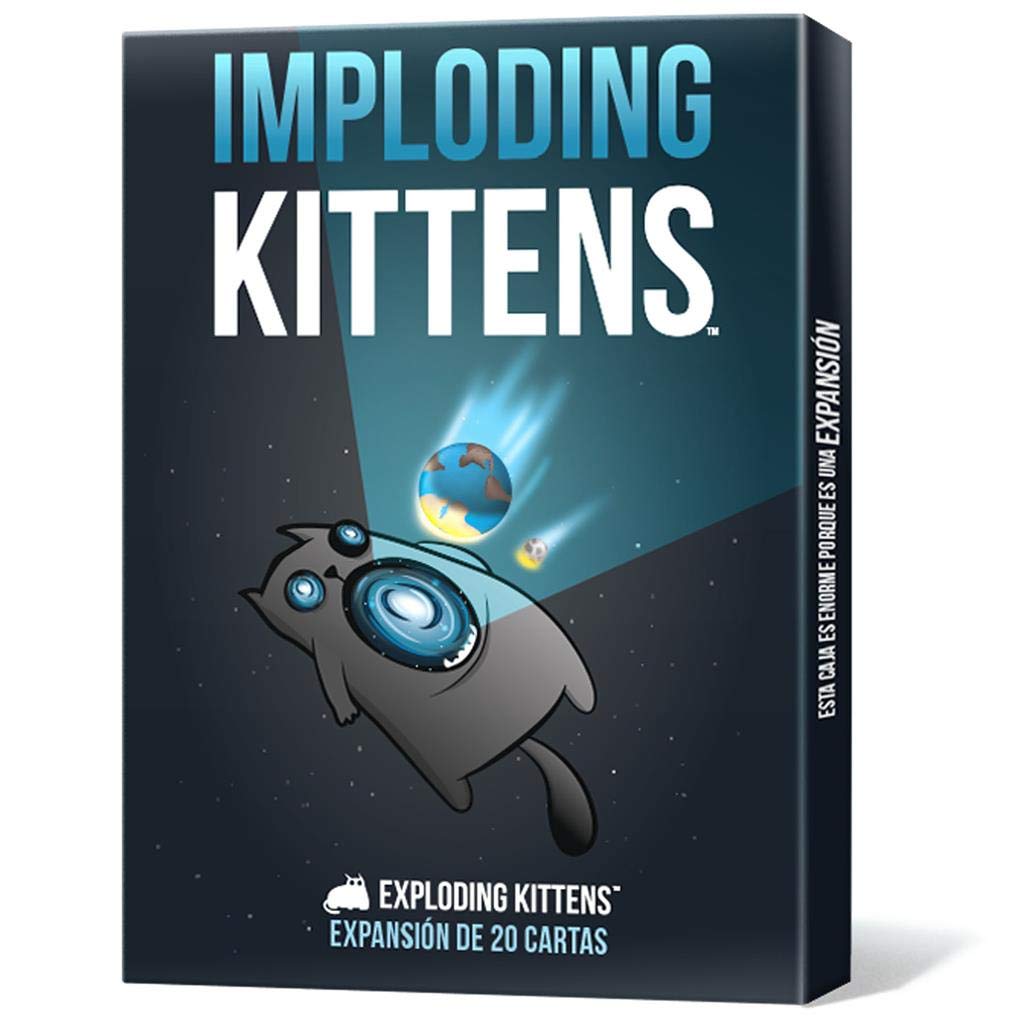 IMPLODING
KITTENS™
EXPLODING KITTENS™
EXPANSIÓN DE 20 CARTAS
ESTA CAJA ES ENORME PORQUE ES UNA EXPANSIÓN